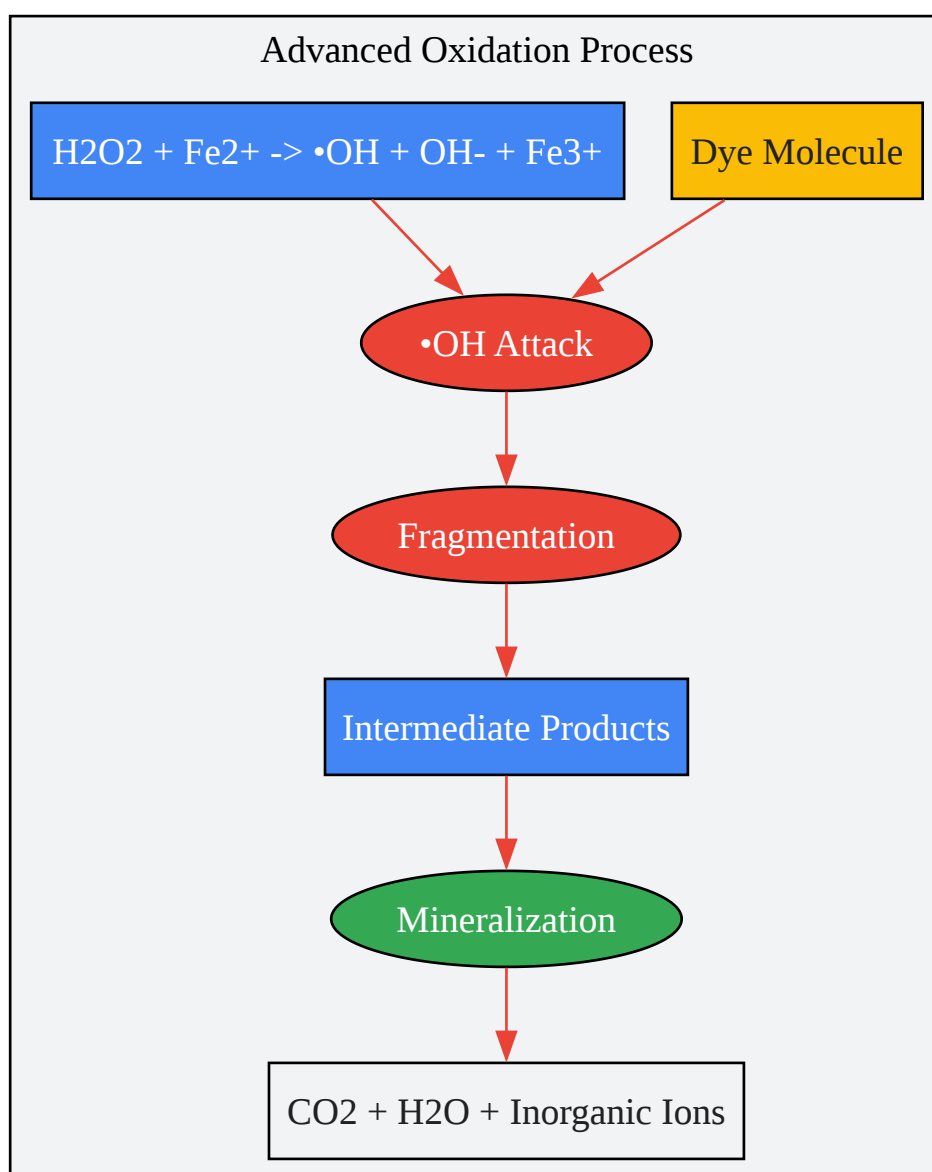 Advanced Oxidation Process
H2O2 + Fe2+ -> •OH + OH- + Fe3+
Dye Molecule
•OH Attack
Fragmentation
Intermediate Products
Mineralization
CO2 + H2O + Inorganic Ions